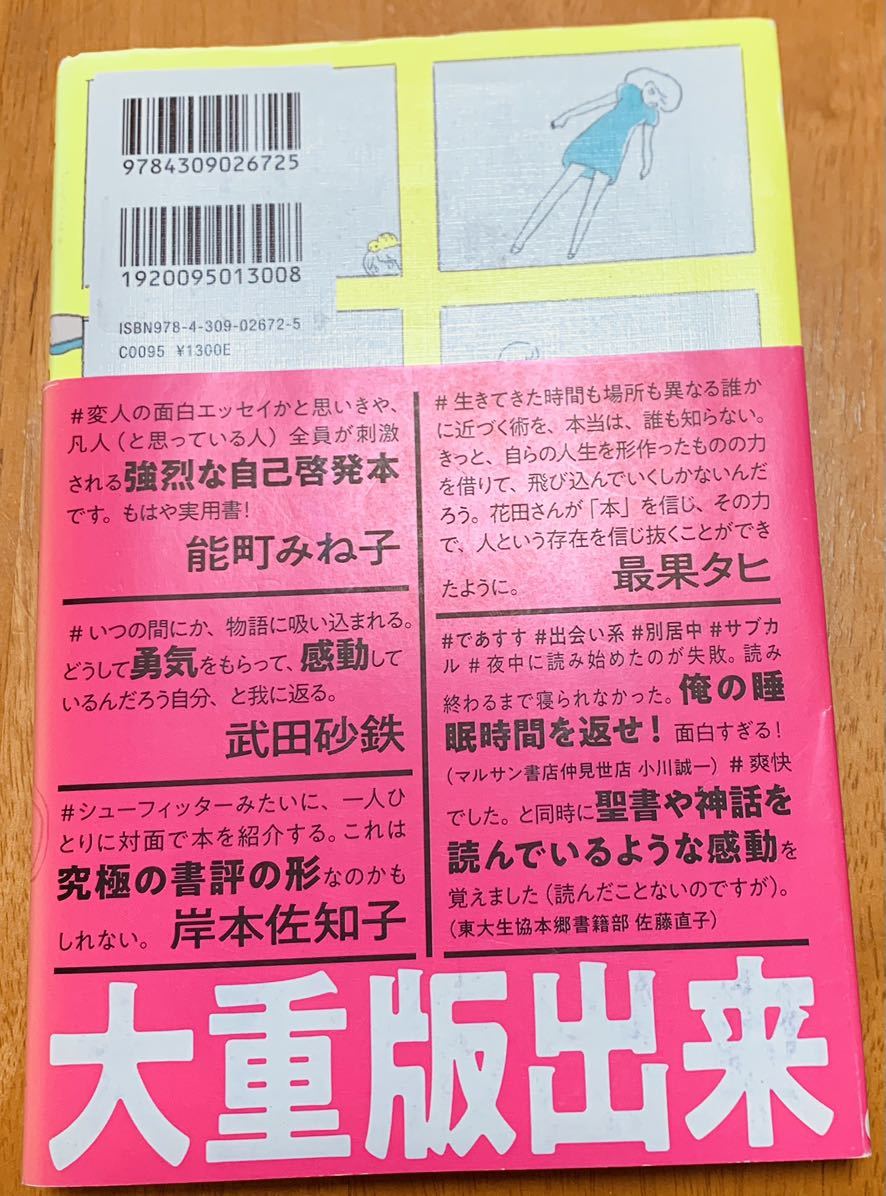 9784309026725
1920095013008
ISBN978-4-309-02672-5
C0095 ¥1300E
#変人の面白エッセイかと思いきや、
凡人(と思っている人)全員が刺激
される強烈な自己啓発本
です。もはや実用書!
能町みね子
#いつの間にか、物語に吸い込まれる。
どうして勇気をもらって、感動して
いるんだろう自分、と我に返る。
武田砂鉄
#シューフィッターみたいに、一人ひ
とりに対面で本を紹介する。これは
究極の書評の形なのかも
しれない。 岸本佐知子
#生きてきた時間も場所も異なる誰か
に近づく術を、本当は、誰も知らない。
きっと、自らの人生を形作ったものの力
を借りて、飛び込んでいくしかないんだ
ろう。花田さんが「本」を信じ、その力
で、人という存在を信じ抜くことができ
たように。 最果タヒ
#であすす #出会い系 #別居中 #サブカ
ル #夜中に読み始めたのが失敗。読み
終わるまで寝られなかった。俺の睡
眠時間を返せ!面白すぎる!
(マルサン書店仲見世店 小川誠一)#爽快
でした。と同時に聖書や神話を
読んでいるような感動を
覚えました(読んだことないのですが)。
(東大生協本郷書籍部 佐藤直子)
大重版出来